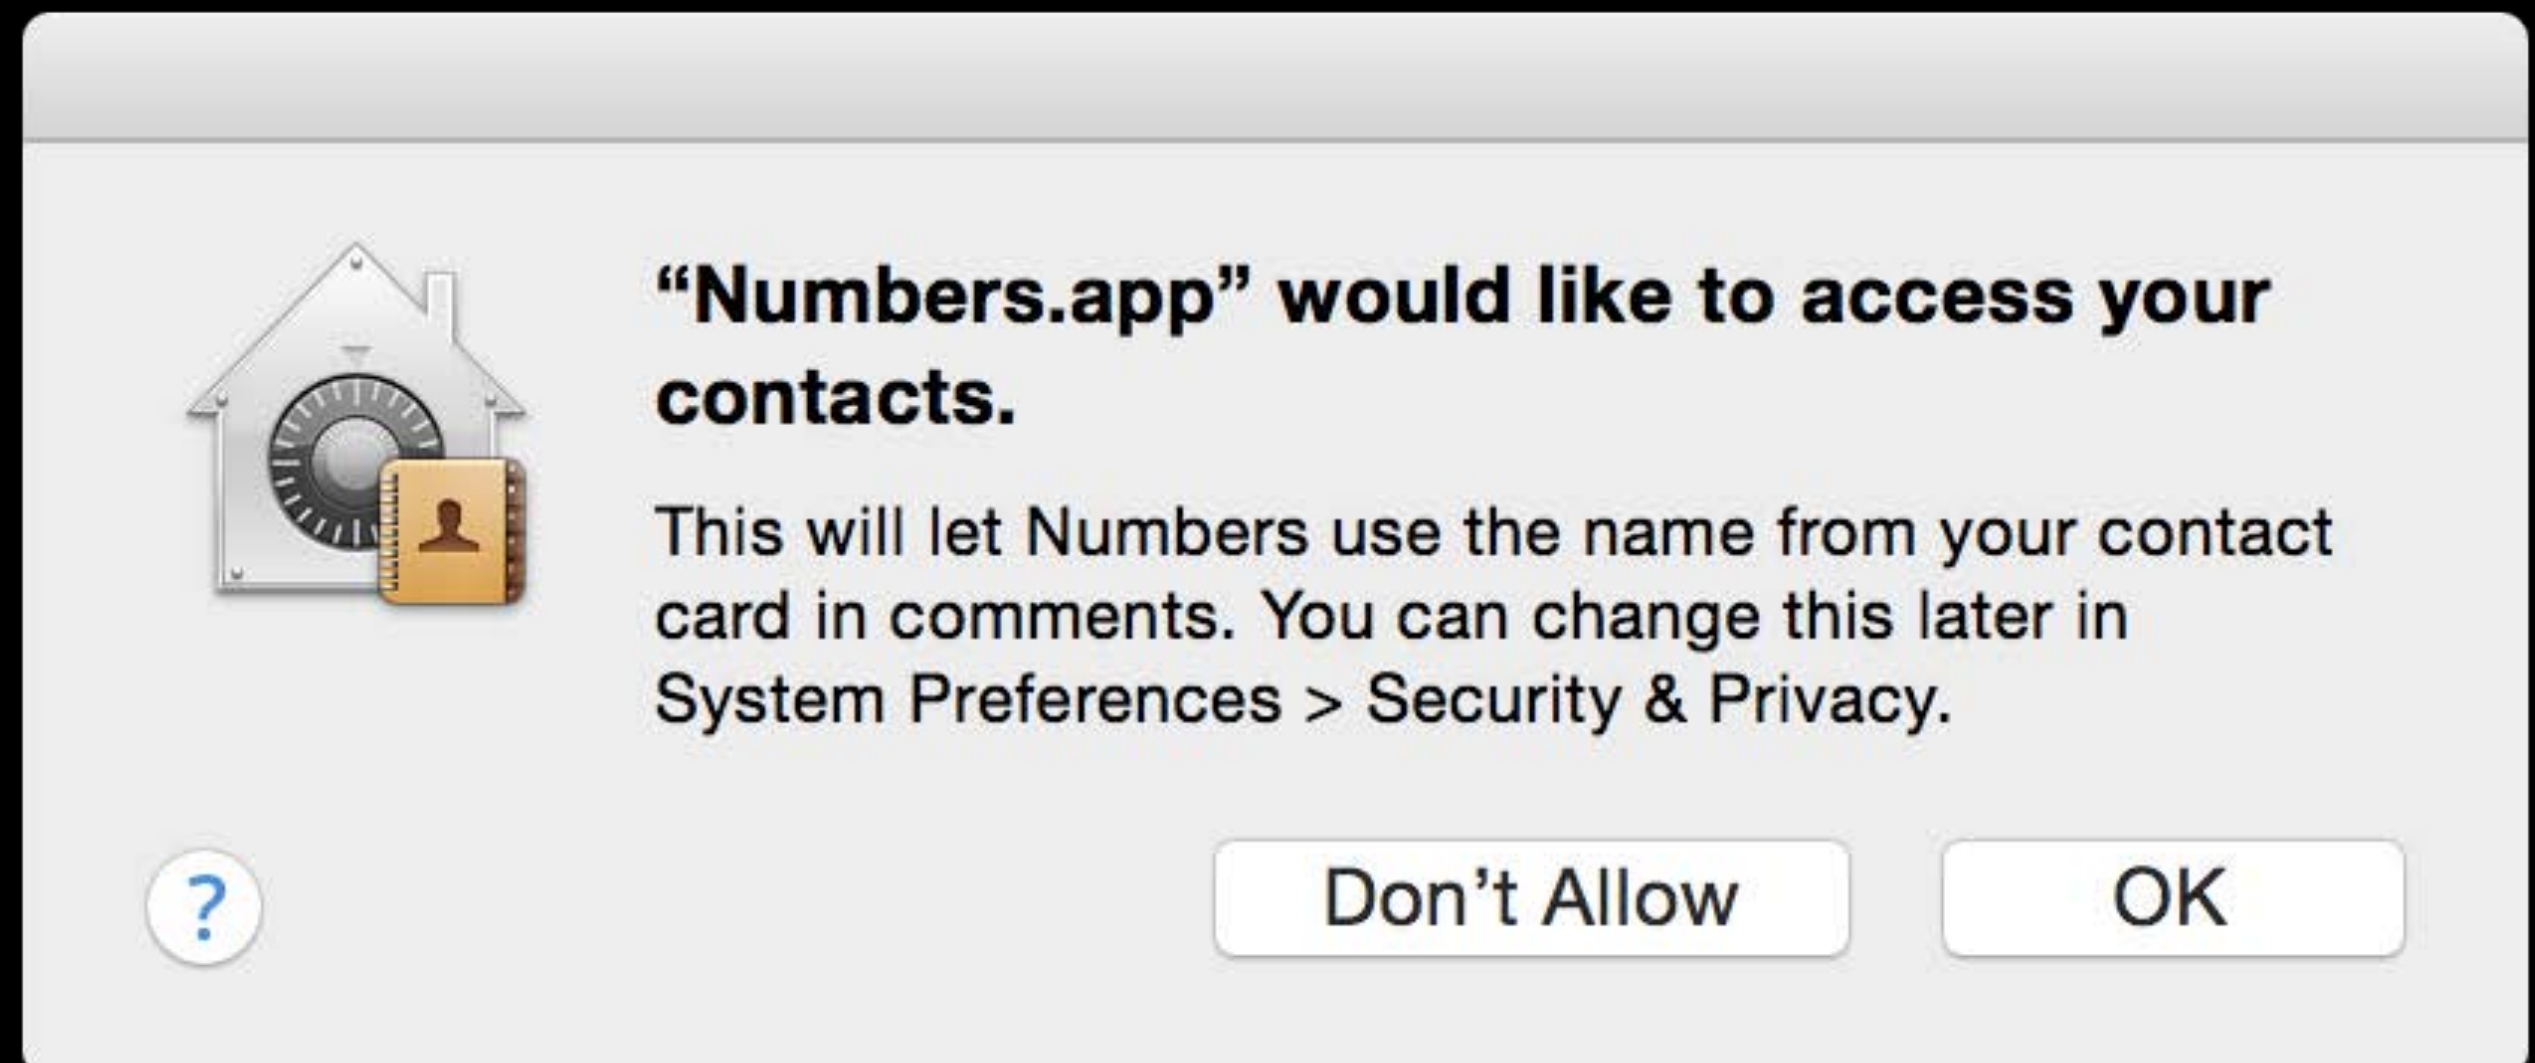 “Numbers.app” would like to access your
contacts.
This will let Numbers use the name from your contact
card in comments. You can change this later in
System Preferences > Security & Privacy.
?
Don’t Allow
OK